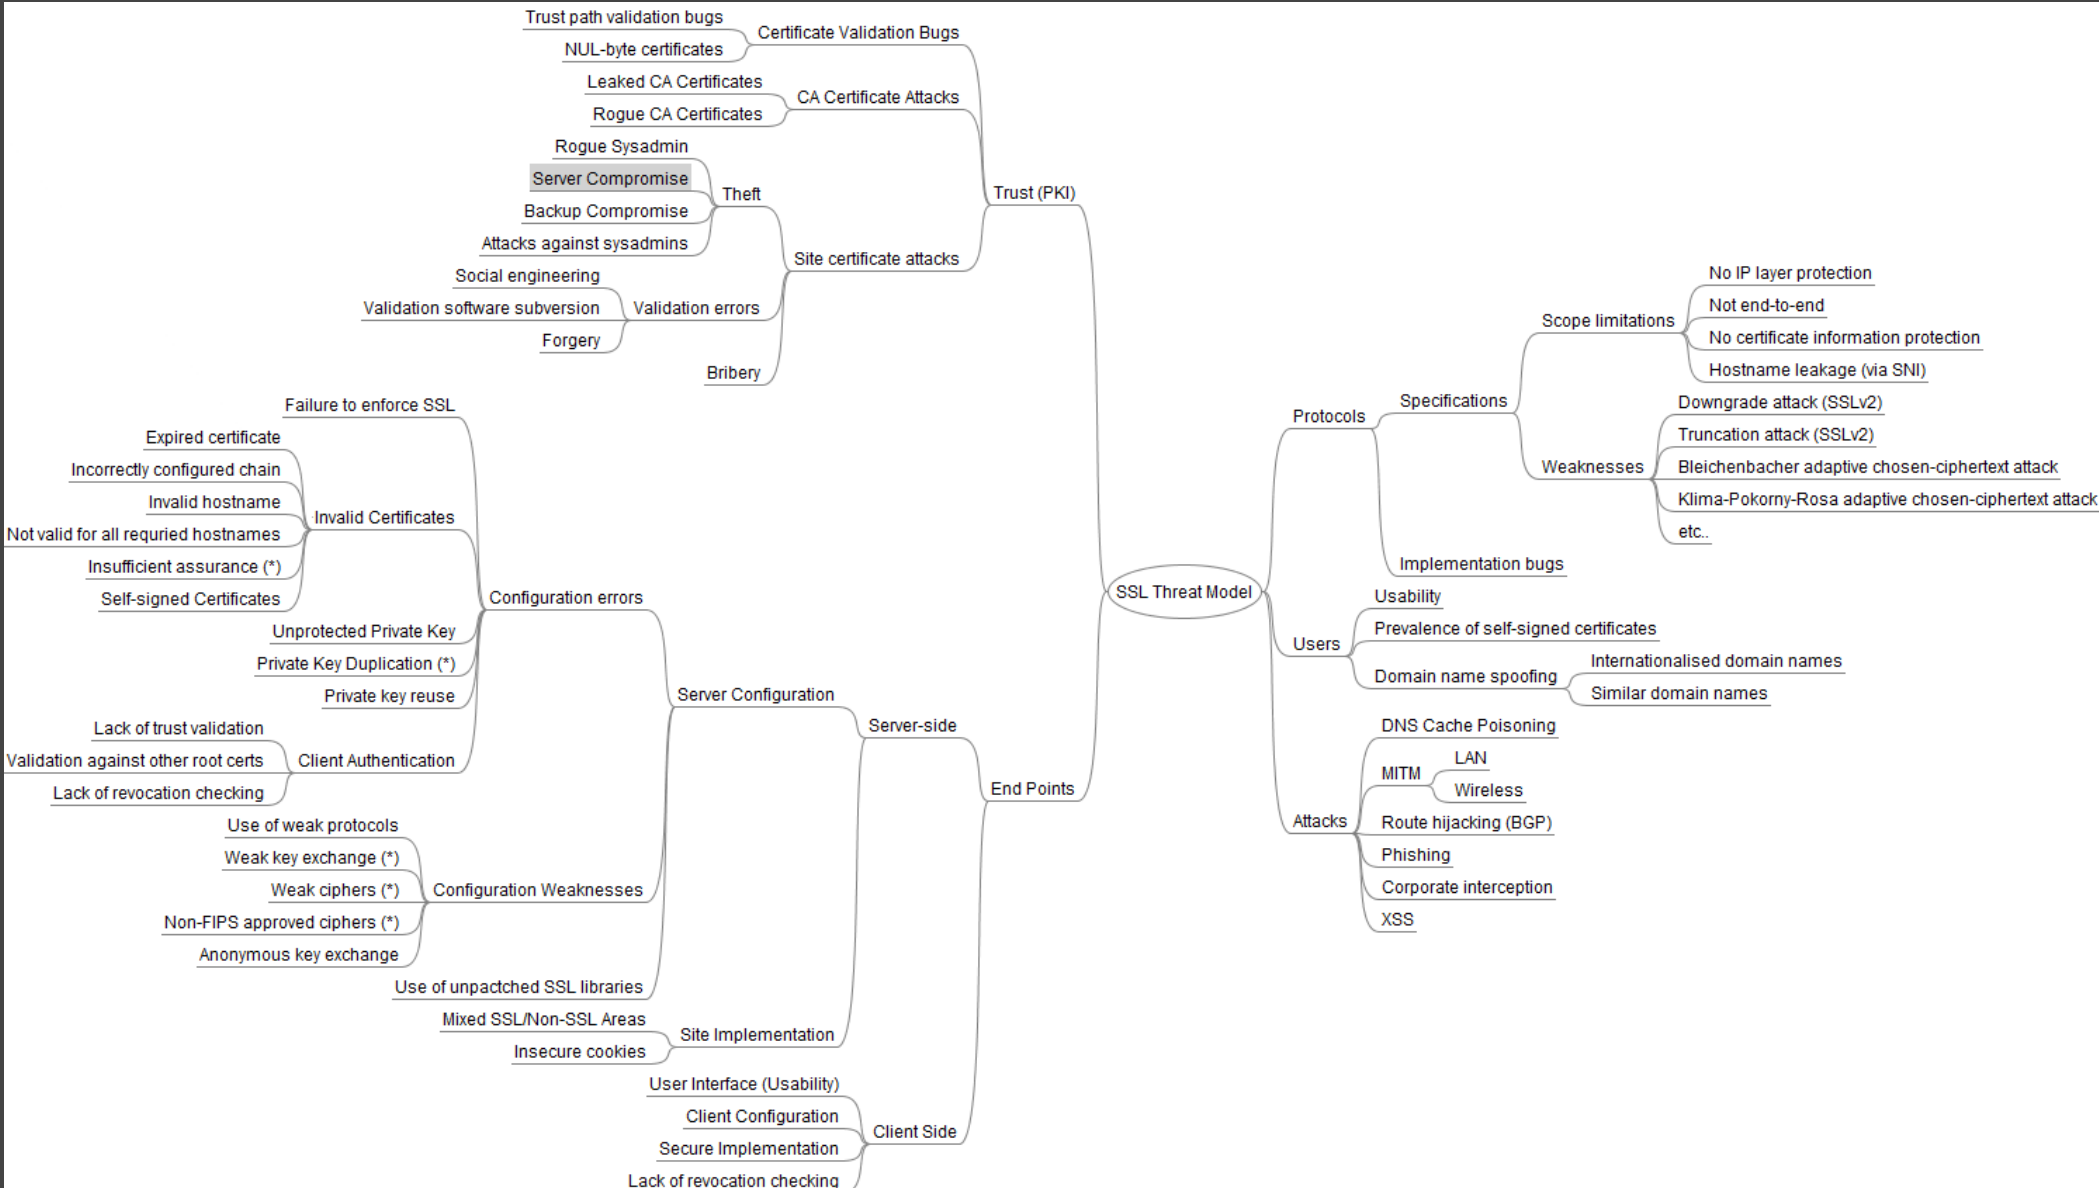 Trust path validation bugs
NUL-byte certificates
Certificate Validation Bugs
Leaked CA Certificates
Rogue CA Certificates
CA Certificate Attacks
Rogue Sysadmin
Server Compromise
Backup Compromise
Attacks against sysadmins
Theft
Social engineering
Validation software subversion
Forgery
Validation errors
Bribery
Site certificate attacks
Trust (PKI)
Failure to enforce SSL
Expired certificate
Incorrectly configured chain
Invalid hostname
Not valid for all requried hostnames
Insufficient assurance (*)
Self-signed Certificates
Invalid Certificates
Unprotected Private Key
Private Key Duplication (*)
Private key reuse
Lack of trust validation
Validation against other root certs
Lack of revocation checking
Client Authentication
Configuration errors
Use of weak protocols
Weak key exchange (*)
Weak ciphers (*)
Non-FIPS approved ciphers (*)
Anonymous key exchange
Configuration Weaknesses
Use of unpactched SSL libraries
Server Configuration
Mixed SSL/Non-SSL Areas
Insecure cookies
Site Implementation
Server-side
User Interface (Usability)
Client Configuration
Secure Implementation
Lack of revocation checking
Client Side
End Points
SSL Threat Model
Protocols
Specifications
Scope limitations
No IP layer protection
Not end-to-end
No certificate information protection
Hostname leakage (via SNI)
Weaknesses
Downgrade attack (SSLv2)
Truncation attack (SSLv2)
Bleichenbacher adaptive chosen-ciphertext attack
Klima-Pokorny-Rosa adaptive chosen-ciphertext attack
etc..
Implementation bugs
Users
Usability
Prevalence of self-signed certificates
Domain name spoofing
Internationalised domain names
Similar domain names
Attacks
DNS Cache Poisoning
MITM
LAN
Wireless
Route hijacking (BGP)
Phishing
Corporate interception
XSS